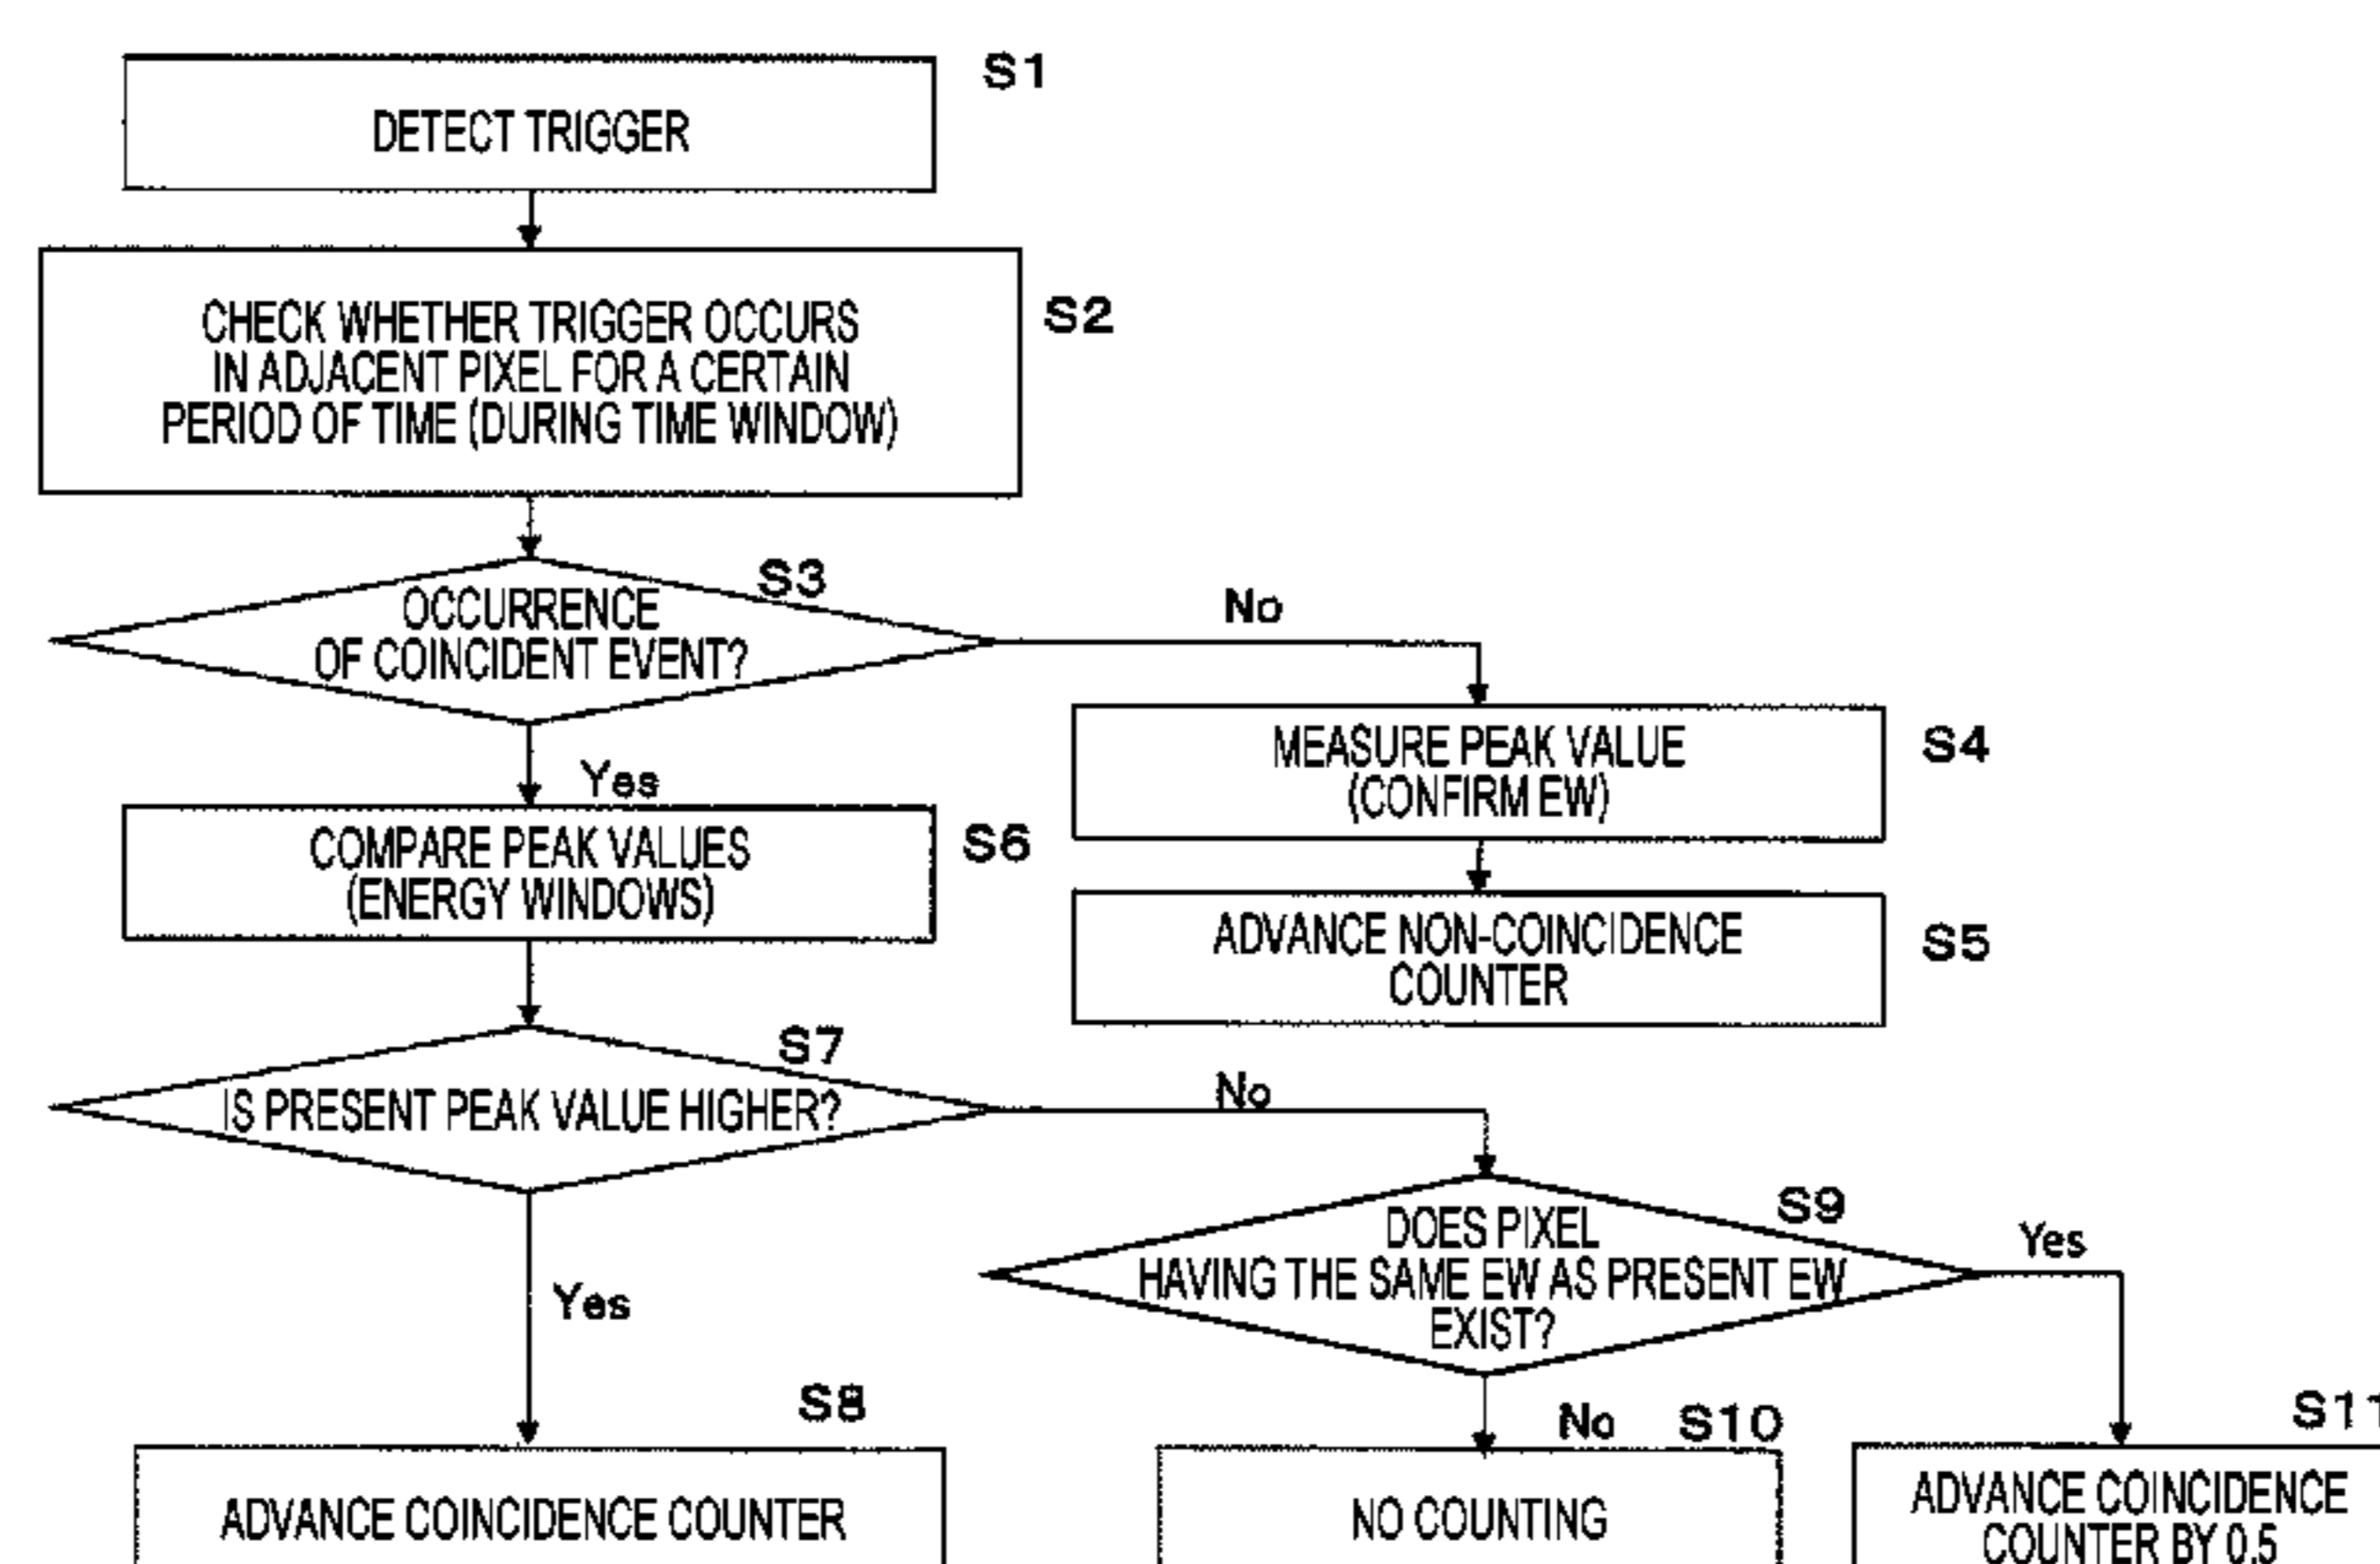 S1
DETECT TRIGGER
CHECK WHETHER TRIGGER OCCURS
IN ADJACENT PIXEL FOR A CERTAIN
PERIOD OF TIME (DURING TIME WINDOW)
S2
S3
OCCURRENCE
OF COINCIDENT EVENT?
No
Yes
MEASURE PEAK VALUE
(CONFIRM EW)
S4
COMPARE PEAK VALUES
(ENERGY WINDOWS)
S6
ADVANCE NON-COINCIDENCE
COUNTER
S5
S7
IS PRESENT PEAK VALUE HIGHER?
No
S9
DOES PIXEL
HAVING THE SAME EW AS PRESENT EW
EXIST?
Yes
Yes
No
S8
ADVANCE COINCIDENCE COUNTER
S10
NO COUNTING
S11
ADVANCE COINCIDENCE
COUNTER BY 0.5